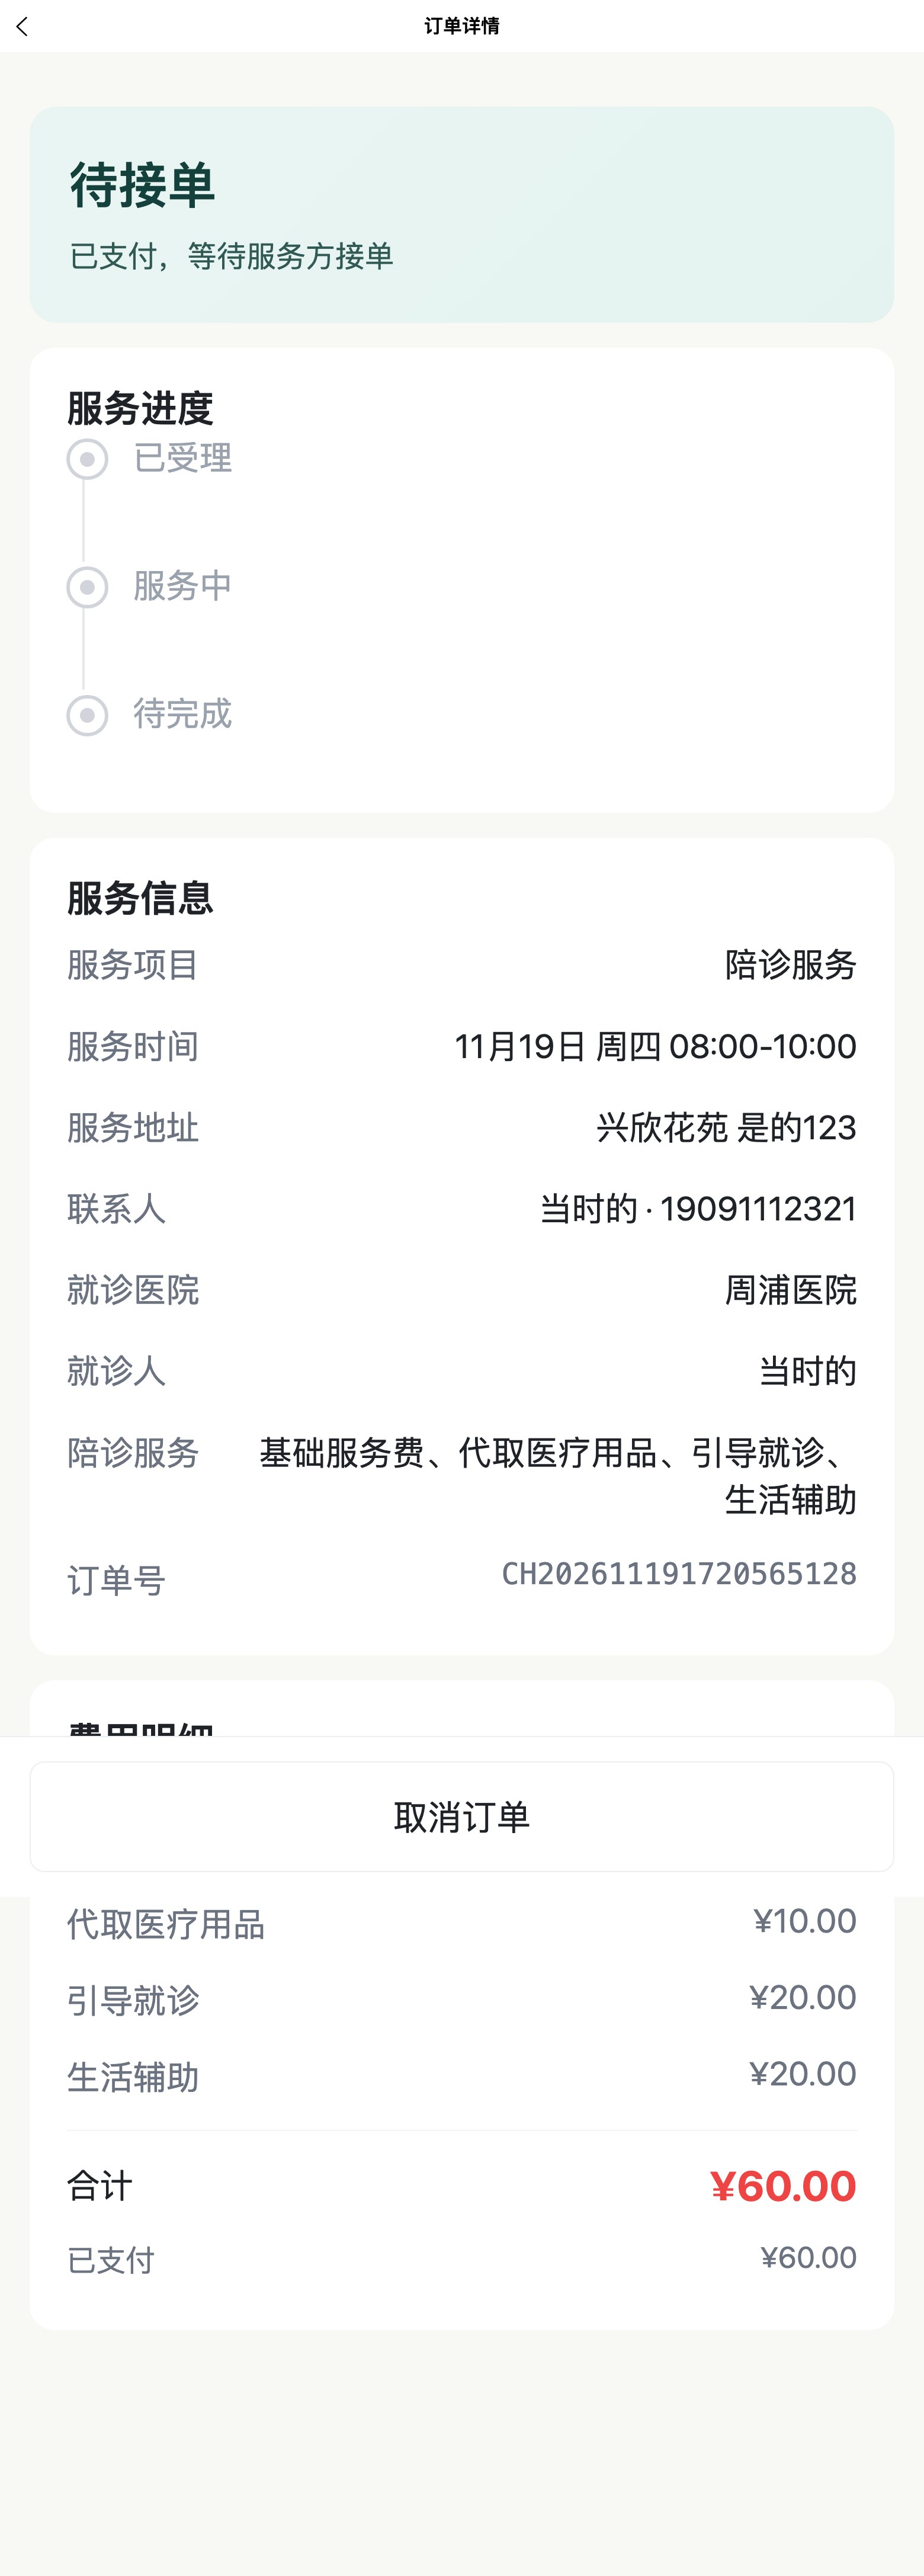 订单详情
待接单
已支付，等待服务方接单
服务进度
已受理
服务中
待完成
服务信息
服务项目 陪诊服务
服务时间 11月19日 周四 08:00-10:00
服务地址 兴欣花苑 是的123
联系人 当时的 · 19091112321
就诊医院 周浦医院
就诊人 当时的
陪诊服务 基础服务费、代取医疗用品、引导就诊、
生活辅助
订单号 CH202611191720565128
费用明细
取消订单
代取医疗用品 ¥10.00
引导就诊 ¥20.00
生活辅助 ¥20.00
合计 ¥60.00
已支付 ¥60.00